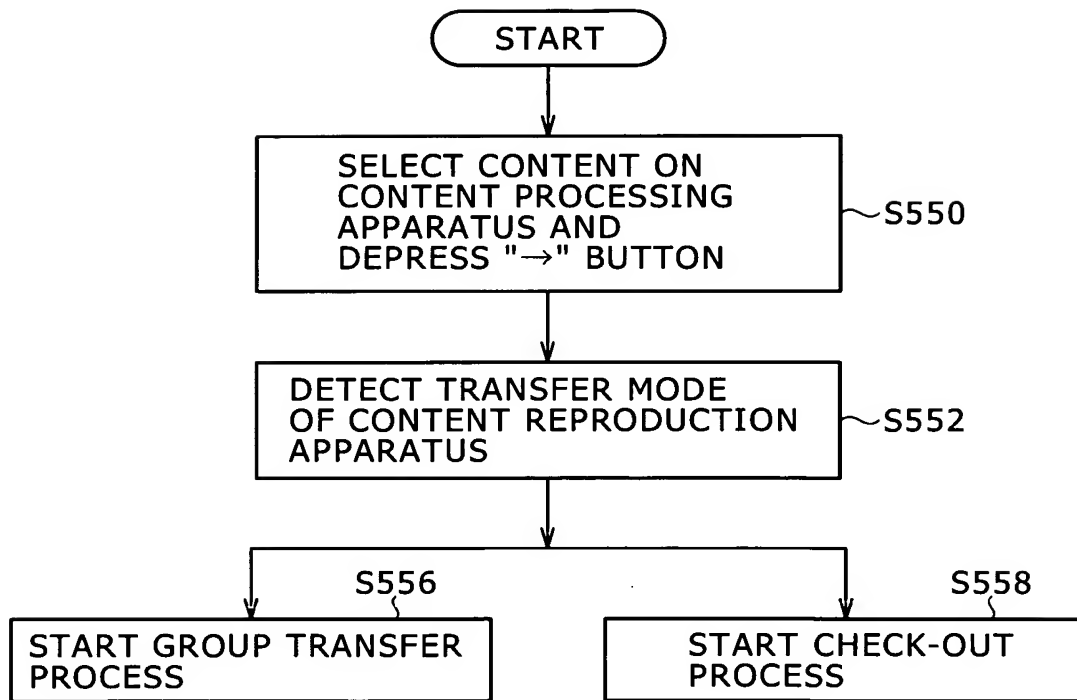 START
SELECT CONTENT ON
CONTENT PROCESSING
APPARATUS AND
DEPRESS "→" BUTTON
S550
DETECT TRANSFER MODE
OF CONTENT REPRODUCTION
APPARATUS
S552
S556
START GROUP TRANSFER
PROCESS
S558
START CHECK-OUT
PROCESS